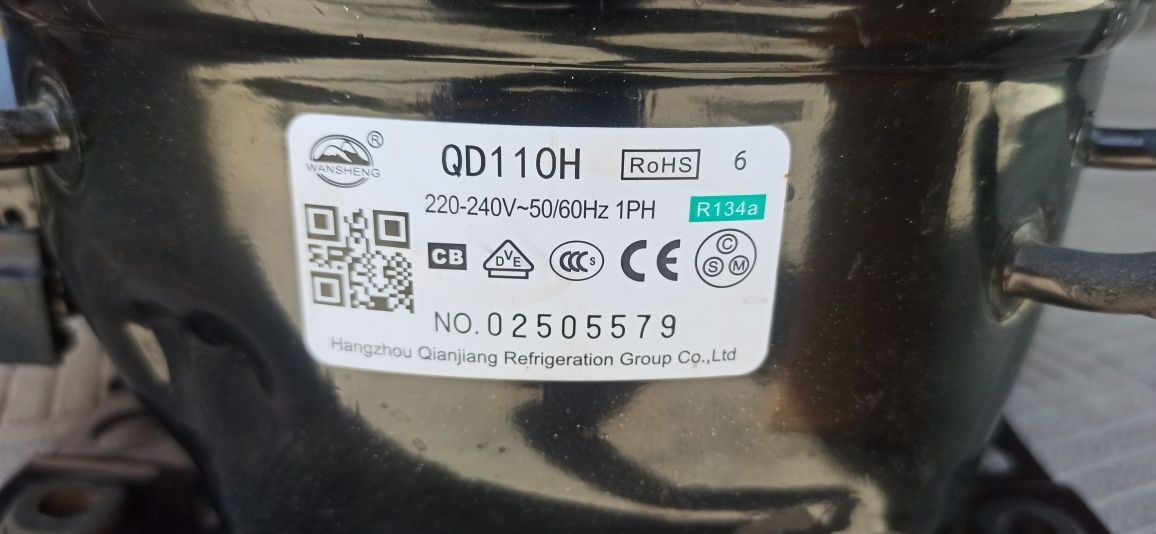 WANSHENG ®
QD110H RoHS 6
220-240V~50/60Hz 1PH R134a
CB DVE CCC S CE CSM
NO. 02505579
Hangzhou Qianjiang Refrigeration Group Co.,Ltd